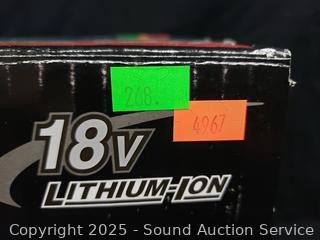 268.
4967
18V
LITHIUM-ION
Copyright 2025 - Sound Auction Service